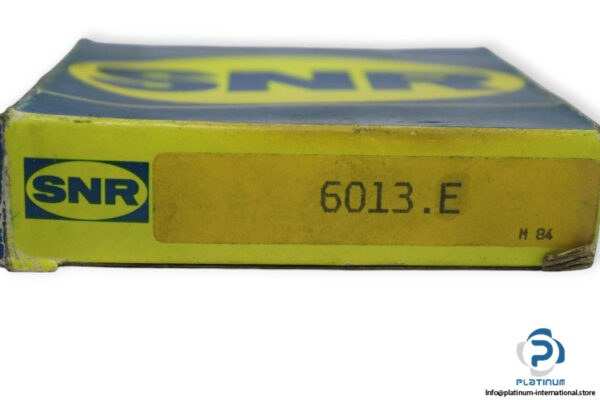 SNR
SNR
6013.E
M 84
PLATINUM
Info@platinum-international.store